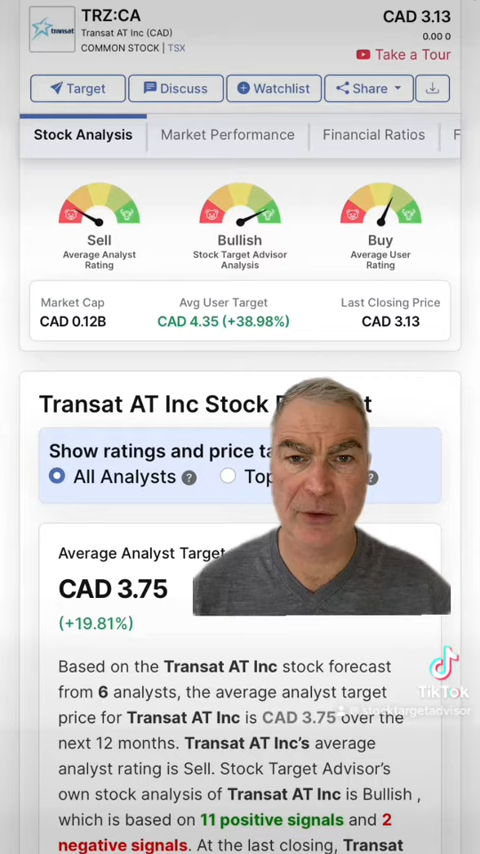 transat
TRZ:CA
Transat AT Inc (CAD)
COMMON STOCK | TSX
CAD 3.13
0.00 0
Take a Tour
Target
Discuss
Watchlist
Share
Stock Analysis
Market Performance
Financial Ratios
F
Sell
Average Analyst
Rating
Bullish
Stock Target Advisor
Analysis
Buy
Average User
Rating
Market Cap
CAD 0.12B
Avg User Target
CAD 4.35 (+38.98%)
Last Closing Price
CAD 3.13
Transat AT Inc Stock F t
Show ratings and price ta
All Analysts ? Top ?
Average Analyst Target
CAD 3.75
(+19.81%)
Based on the Transat AT Inc stock forecast
from 6 analysts, the average analyst target
price for Transat AT Inc is CAD 3.75 over the
next 12 months. Transat AT Inc's average
analyst rating is Sell. Stock Target Advisor's
own stock analysis of Transat AT Inc is Bullish ,
which is based on 11 positive signals and 2
negative signals. At the last closing, Transat
TikTok
@stocktargetadvisor